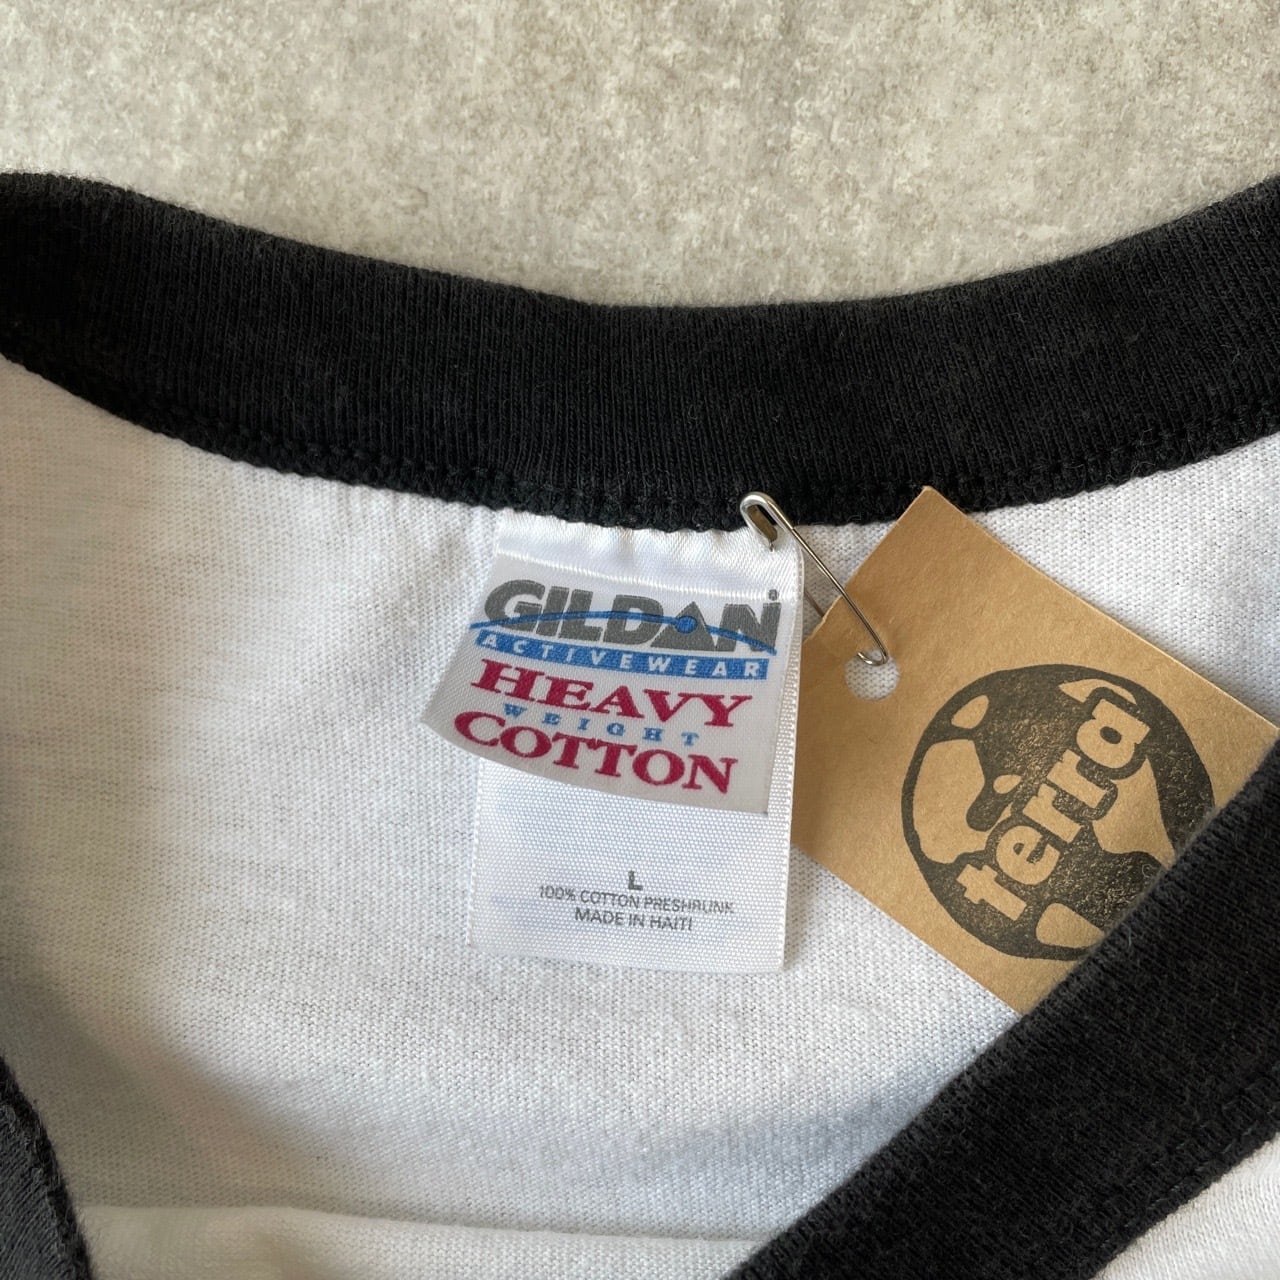 GILDAN®
ACTIVEWEAR
HEAVY
WEIGHT
COTTON
L
100% COTTON PRESHRUNK
MADE IN HAITI
terra